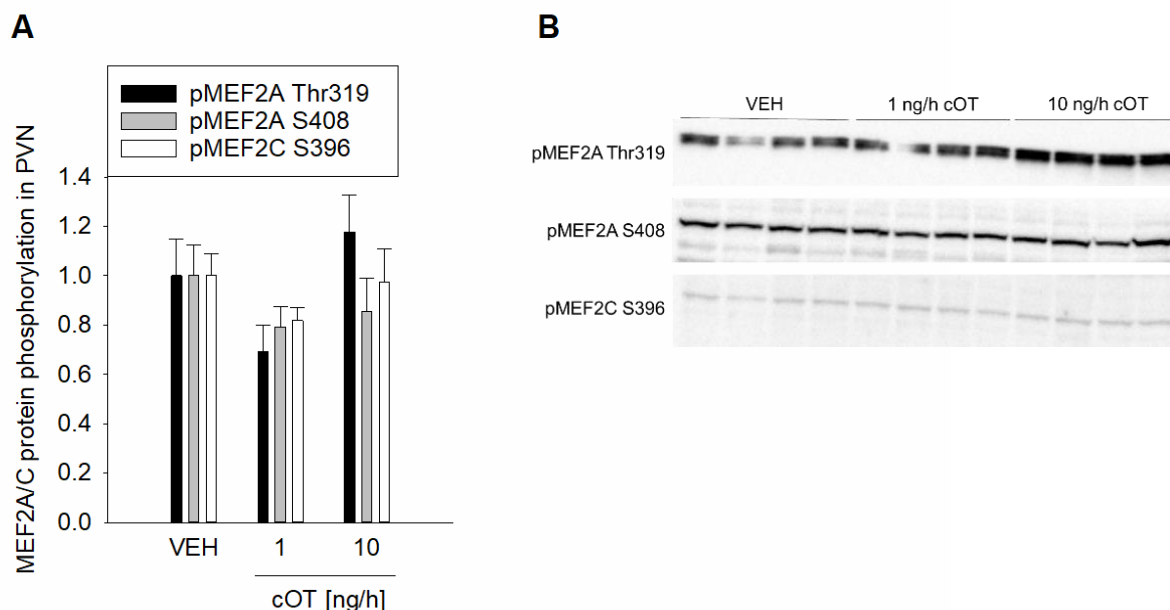 A
pMEF2A Thr319
pMEF2A S408
pMEF2C S396
MEF2A/C protein phosphorylation in PVN
1.4
1.2
1.0
0.8
0.6
0.4
0.2
0.0
VEH 1 10
cOT [ng/h]
B
VEH 1 ng/h cOT 10 ng/h cOT
pMEF2A Thr319
pMEF2A S408
pMEF2C S396